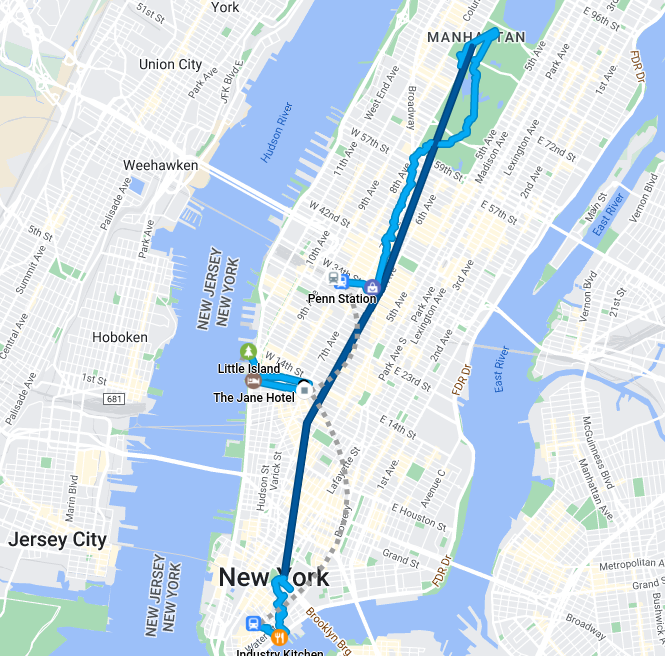 York
Colu
MANHATTAN
E 96th St
3rd
51st St
5th Ave
Union City
JFK Blvd E
Park Ave
West End Ave
Broadway
1st Ave
FDR Dr
Hudson River
W 57th St
5th Ave
Madison Ave
Lexington Ave
E 72nd St
11th Ave
8th Ave
59th St
2nd Ave
Weehawken
9th Ave
Palisade Ave
W 42nd St
6th Ave
E 57th St
Main St
East River
Vernon Blvd
Park Ave
5th St
10th Ave
Summit Ave
NEW JERSEY
NEW YORK
W 34th St
3rd Ave
Penn Station
9th Ave
5th Ave
Park Ave
Lexington Ave
2nd Ave
Vernon Blvd
21st St
Hoboken
Central Ave
7th Ave
Little Island
W 14th St
Park Ave S
E 23rd St
FDR Dr
East River
1st St
The Jane Hotel
681
Palisade Ave
E 14th St
McGuinness Blvd
Manhattan Ave
Hudson St
Varick St
Lafayette St
1st Ave
Avenue C
Marin Blvd
Bowery
E Houston St
Jersey City
Grand St
FDR Dr
Metropolitan A
Grand St
New York
NEW JERSEY
NEW YORK
Brooklyn Brg
Broadway
Bushwick A
Water
Industry Kitchen